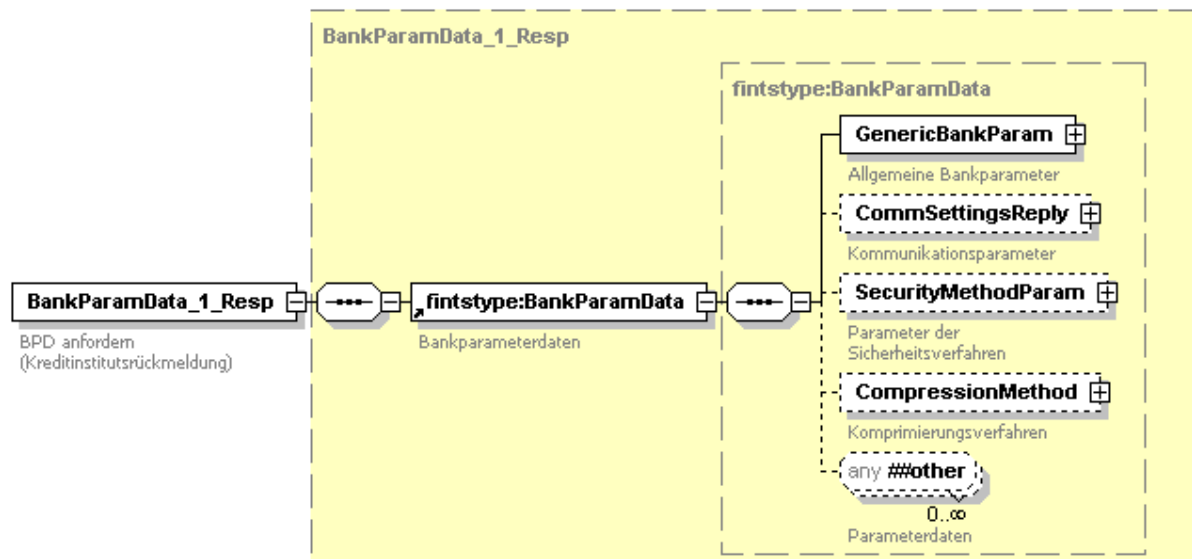 BankParamData_1_Resp
fintstype:BankParamData
GenericBankParam
Allgemeine Bankparameter
CommSettingsReply
Kommunikationsparameter
BankParamData_1_Resp
fintstype:BankParamData
SecurityMethodParam
BPD anfordern
(Kreditinstitutsrückmeldung)
Bankparameterdaten
Parameter der
Sicherheitsverfahren
CompressionMethod
Komprimierungsverfahren
any ##other
0..∞
Parameterdaten